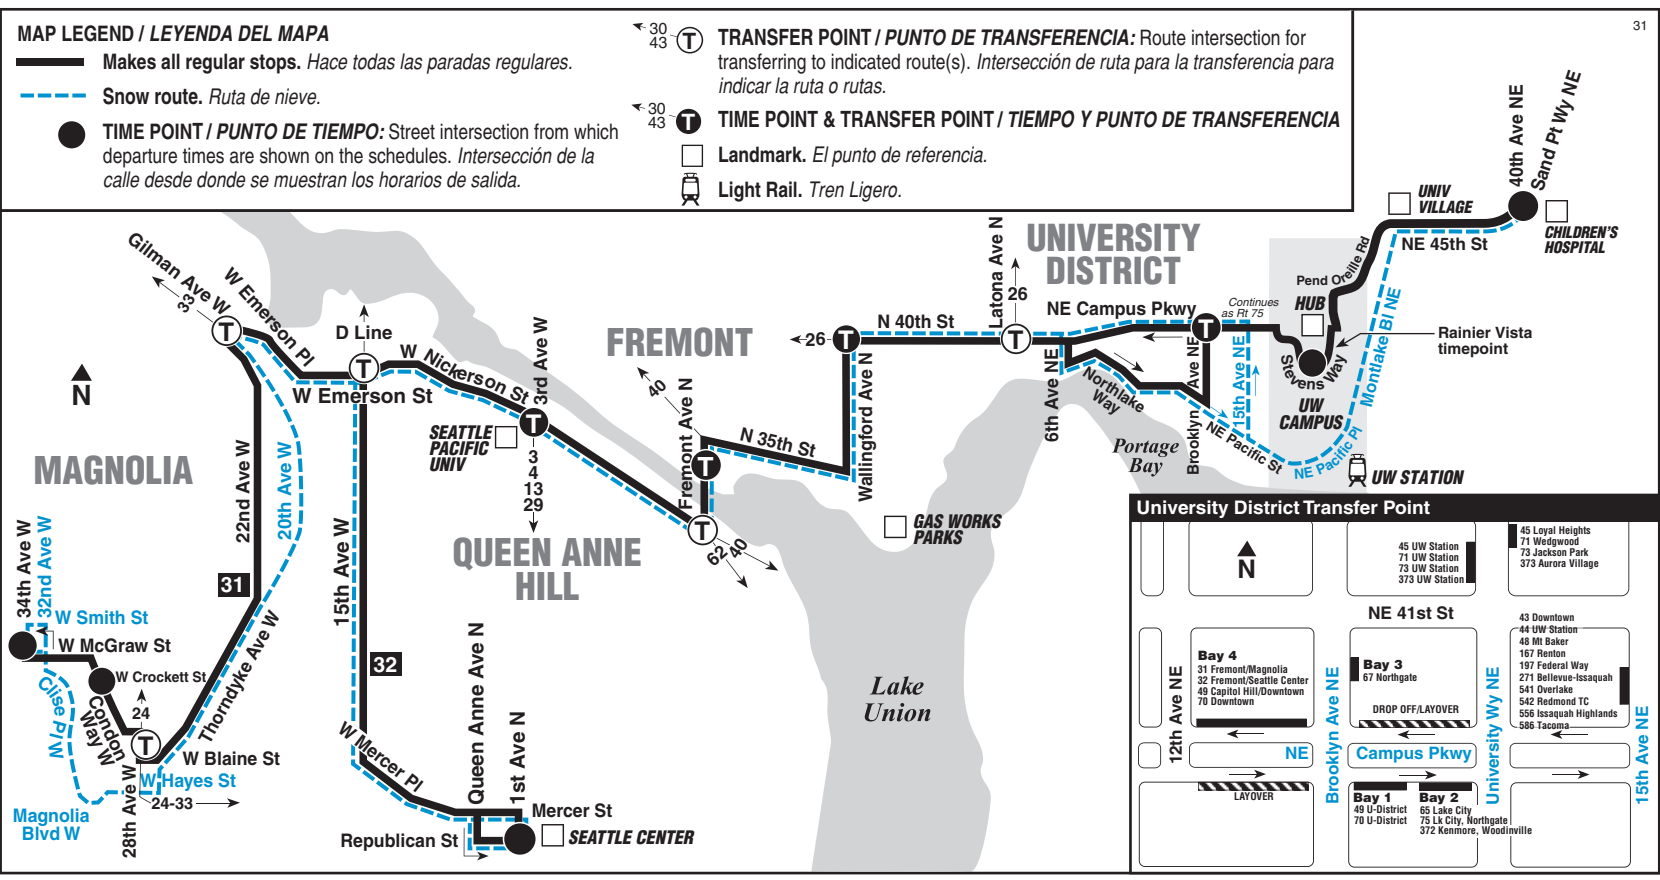 MAP LEGEND / LEYENDA DEL MAPA
Makes all regular stops. Hace todas las paradas regulares.
Snow route. Ruta de nieve.
TIME POINT / PUNTO DE TIEMPO: Street intersection from which
departure times are shown on the schedules. Intersección de la
calle desde donde se muestran los horarios de salida.
30
43
T
TRANSFER POINT / PUNTO DE TRANSFERENCIA: Route intersection for
transferring to indicated route(s). Intersección de ruta para la transferencia para
indicar la ruta o rutas.
30
43
T
TIME POINT & TRANSFER POINT / TIEMPO Y PUNTO DE TRANSFERENCIA
Landmark. El punto de referencia.
Light Rail. Tren Ligero.
31
40th Ave NE
Sand Pt Wy NE
UNIV
VILLAGE
CHILDREN'S
HOSPITAL
NE 45th St
Pend Oreille Rd
HUB
Rainier Vista
timepoint
Stevens Way
UW
CAMPUS
Montlake Bl NE
NE Pacific Pl
UW STATION
UNIVERSITY
DISTRICT
Latona Ave N
26
NE Campus Pkwy
Continues
as Rt 75
T
Brooklyn Ave NE
15th Ave NE
NE Pacific St
Northlake
Way
6th Ave NE
Portage
Bay
N 40th St
T
26
T
Wallingford Ave N
FREMONT
N 35th St
40
Fremont Ave N
T
T
62
40
GAS WORKS
PARKS
Lake
Union
Gilman Ave W
33
T
W Emerson Pl
D Line
T
W Emerson St
W Nickerson St
3rd Ave W
T
3
4
13
29
SEATTLE
PACIFIC
UNIV
QUEEN ANNE
HILL
N
MAGNOLIA
22nd Ave W
20th Ave W
31
34th Ave W
32nd Ave W
W Smith St
W McGraw St
W Crockett St
Clise Pl W
Condon
Way W
24
T
Thorndyke Ave W
W Blaine St
W Hayes St
24-33
28th Ave W
Magnolia
Blvd W
15th Ave W
32
W Mercer Pl
Queen Anne Ave N
1st Ave N
Mercer St
Republican St
SEATTLE CENTER
University District Transfer Point
N
45 UW Station
71 UW Station
73 UW Station
373 UW Station
45 Loyal Heights
71 Wedgwood
73 Jackson Park
373 Aurora Village
NE 41st St
43 Downtown
44 UW Station
48 Mt Baker
167 Renton
197 Federal Way
271 Bellevue-Issaquah
541 Overlake
542 Redmond TC
556 Issaquah Highlands
586 Tacoma
Bay 4
31 Fremont/Magnolia
32 Fremont/Seattle Center
49 Capitol Hill/Downtown
70 Downtown
Bay 3
67 Northgate
DROP OFF/LAYOVER
12th Ave NE
Brooklyn Ave NE
University Wy NE
15th Ave NE
NE
Campus Pkwy
LAYOVER
Bay 1
49 U-District
70 U-District
Bay 2
65 Lake City
75 Lk City, Northgate
372 Kenmore, Woodinville